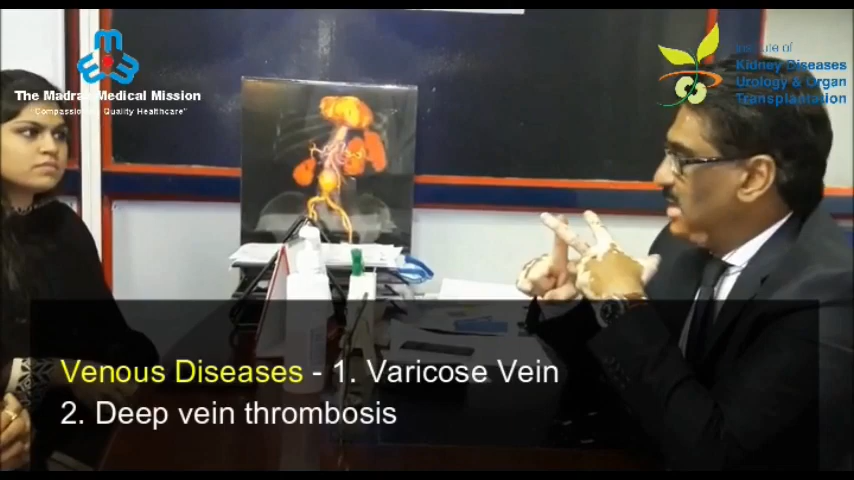 The Madras Medical Mission
"Compassionate, Quality Healthcare"
Institute of
Kidney Diseases
Urology & Organ
Transplantation
Venous Diseases - 1. Varicose Vein
2. Deep vein thrombosis